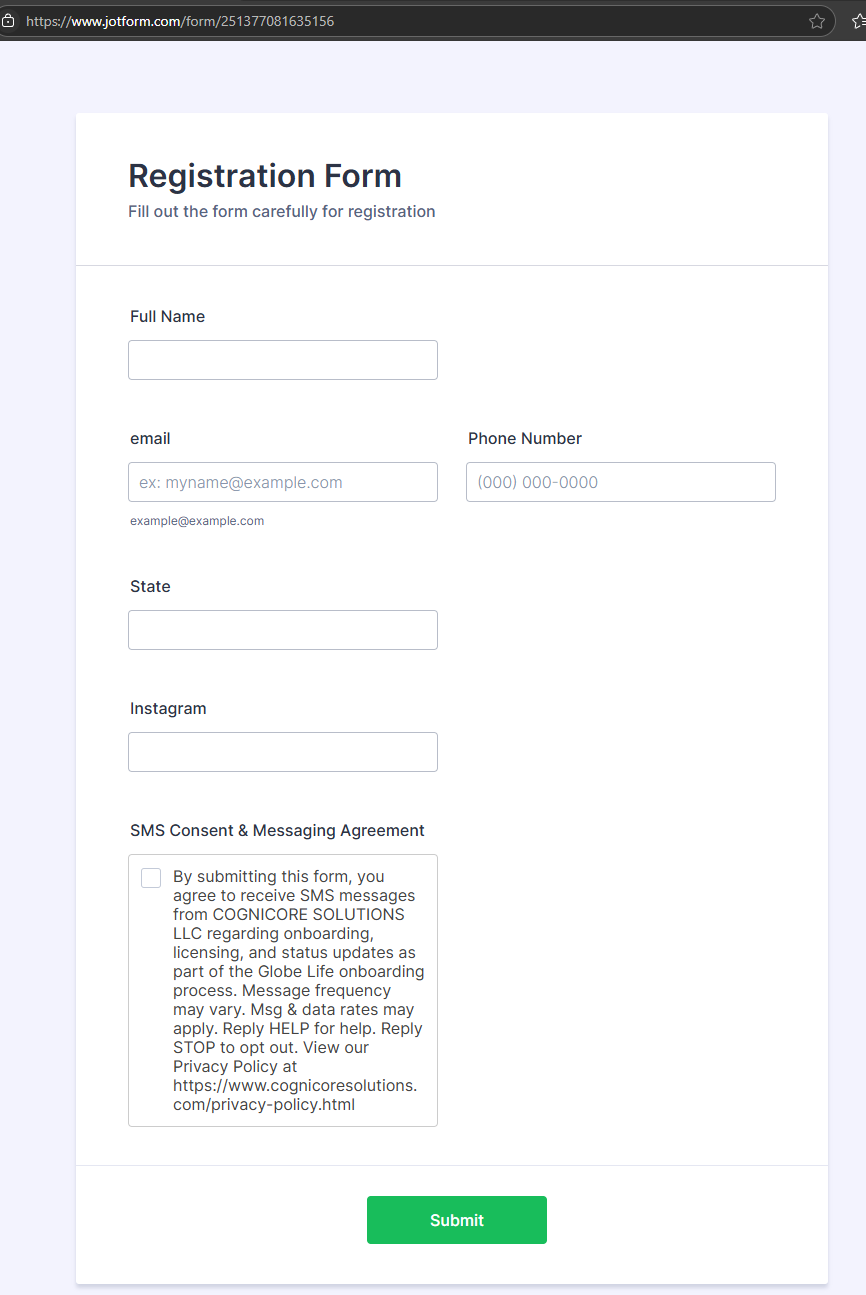 https://www.jotform.com/form/251377081635156
Registration Form
Fill out the form carefully for registration
Full Name
email
Phone Number
ex: myname@example.com
(000) 000-0000
example@example.com
State
Instagram
SMS Consent & Messaging Agreement
By submitting this form, you
agree to receive SMS messages
from COGNICORE SOLUTIONS
LLC regarding onboarding,
licensing, and status updates as
part of the Globe Life onboarding
process. Message frequency
may vary. Msg & data rates may
apply. Reply HELP for help. Reply
STOP to opt out. View our
Privacy Policy at
https://www.cognicoresolutions.
com/privacy-policy.html
Submit